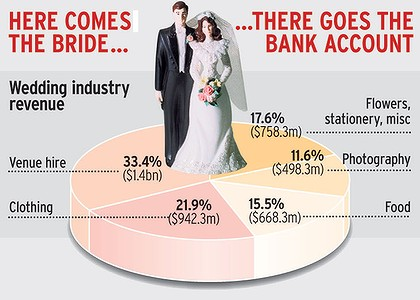 HERE COMES
THE BRIDE...
...THERE GOES THE
BANK ACCOUNT
Wedding industry
revenue
17.6%
($758.3m)
Flowers,
stationery, misc
Venue hire
33.4%
($1.4bn)
11.6%
($498.3m)
Photography
Clothing
21.9%
($942.3m)
15.5%
($668.3m)
Food